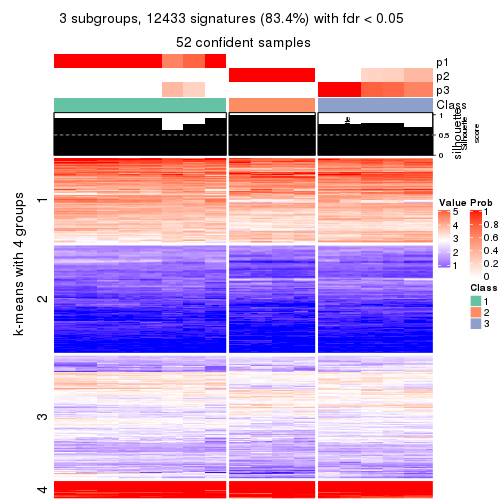 3 subgroups, 12433 signatures (83.4%) with fdr < 0.05
52 confident samples
p1
p2
p3
Class
1
0.5
0
silhouette
Silhouette
score
k-means with 4 groups
1
2
3
4
Value
5
4
3
2
1
Prob
1
0.8
0.6
0.4
0.2
0
Class
1
2
3